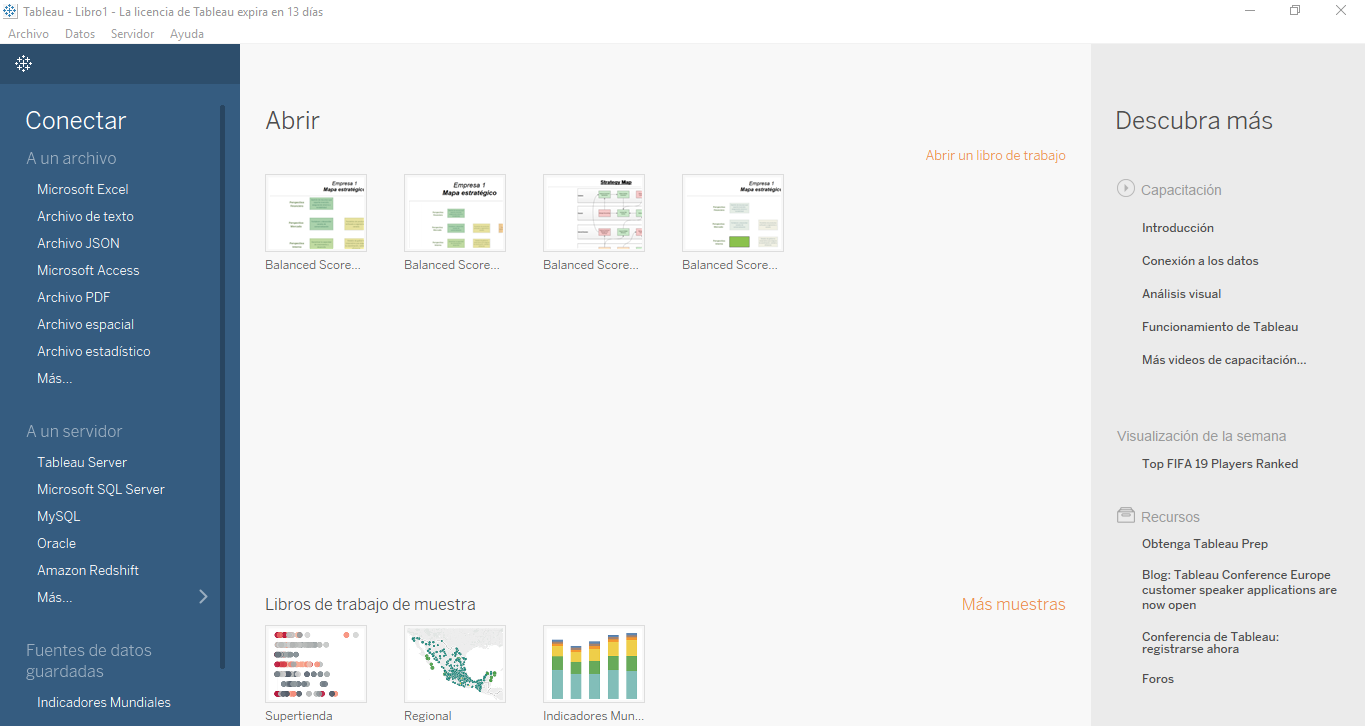 Tableau - Libro1 - La licencia de Tableau expira en 13 días
Archivo Datos Servidor Ayuda
Conectar
A un archivo
Microsoft Excel
Archivo de texto
Archivo JSON
Microsoft Access
Archivo PDF
Archivo espacial
Archivo estadístico
Más...
A un servidor
Tableau Server
Microsoft SQL Server
MySQL
Oracle
Amazon Redshift
Más...
Fuentes de datos
guardadas
Indicadores Mundiales
Abrir
Abrir un libro de trabajo
Empresa 1
Mapa estratégico
Balanced Score...
Empresa 1
Mapa estratégico
Balanced Score...
Strategy Map
Balanced Score...
Empresa 1
Mapa estratégico
Balanced Score...
Libros de trabajo de muestra
Más muestras
Supertienda
Regional
Indicadores Mun...
Descubra más
Capacitación
Introducción
Conexión a los datos
Análisis visual
Funcionamiento de Tableau
Más videos de capacitación...
Visualización de la semana
Top FIFA 19 Players Ranked
Recursos
Obtenga Tableau Prep
Blog: Tableau Conference Europe
customer speaker applications are
now open
Conferencia de Tableau:
registrarse ahora
Foros